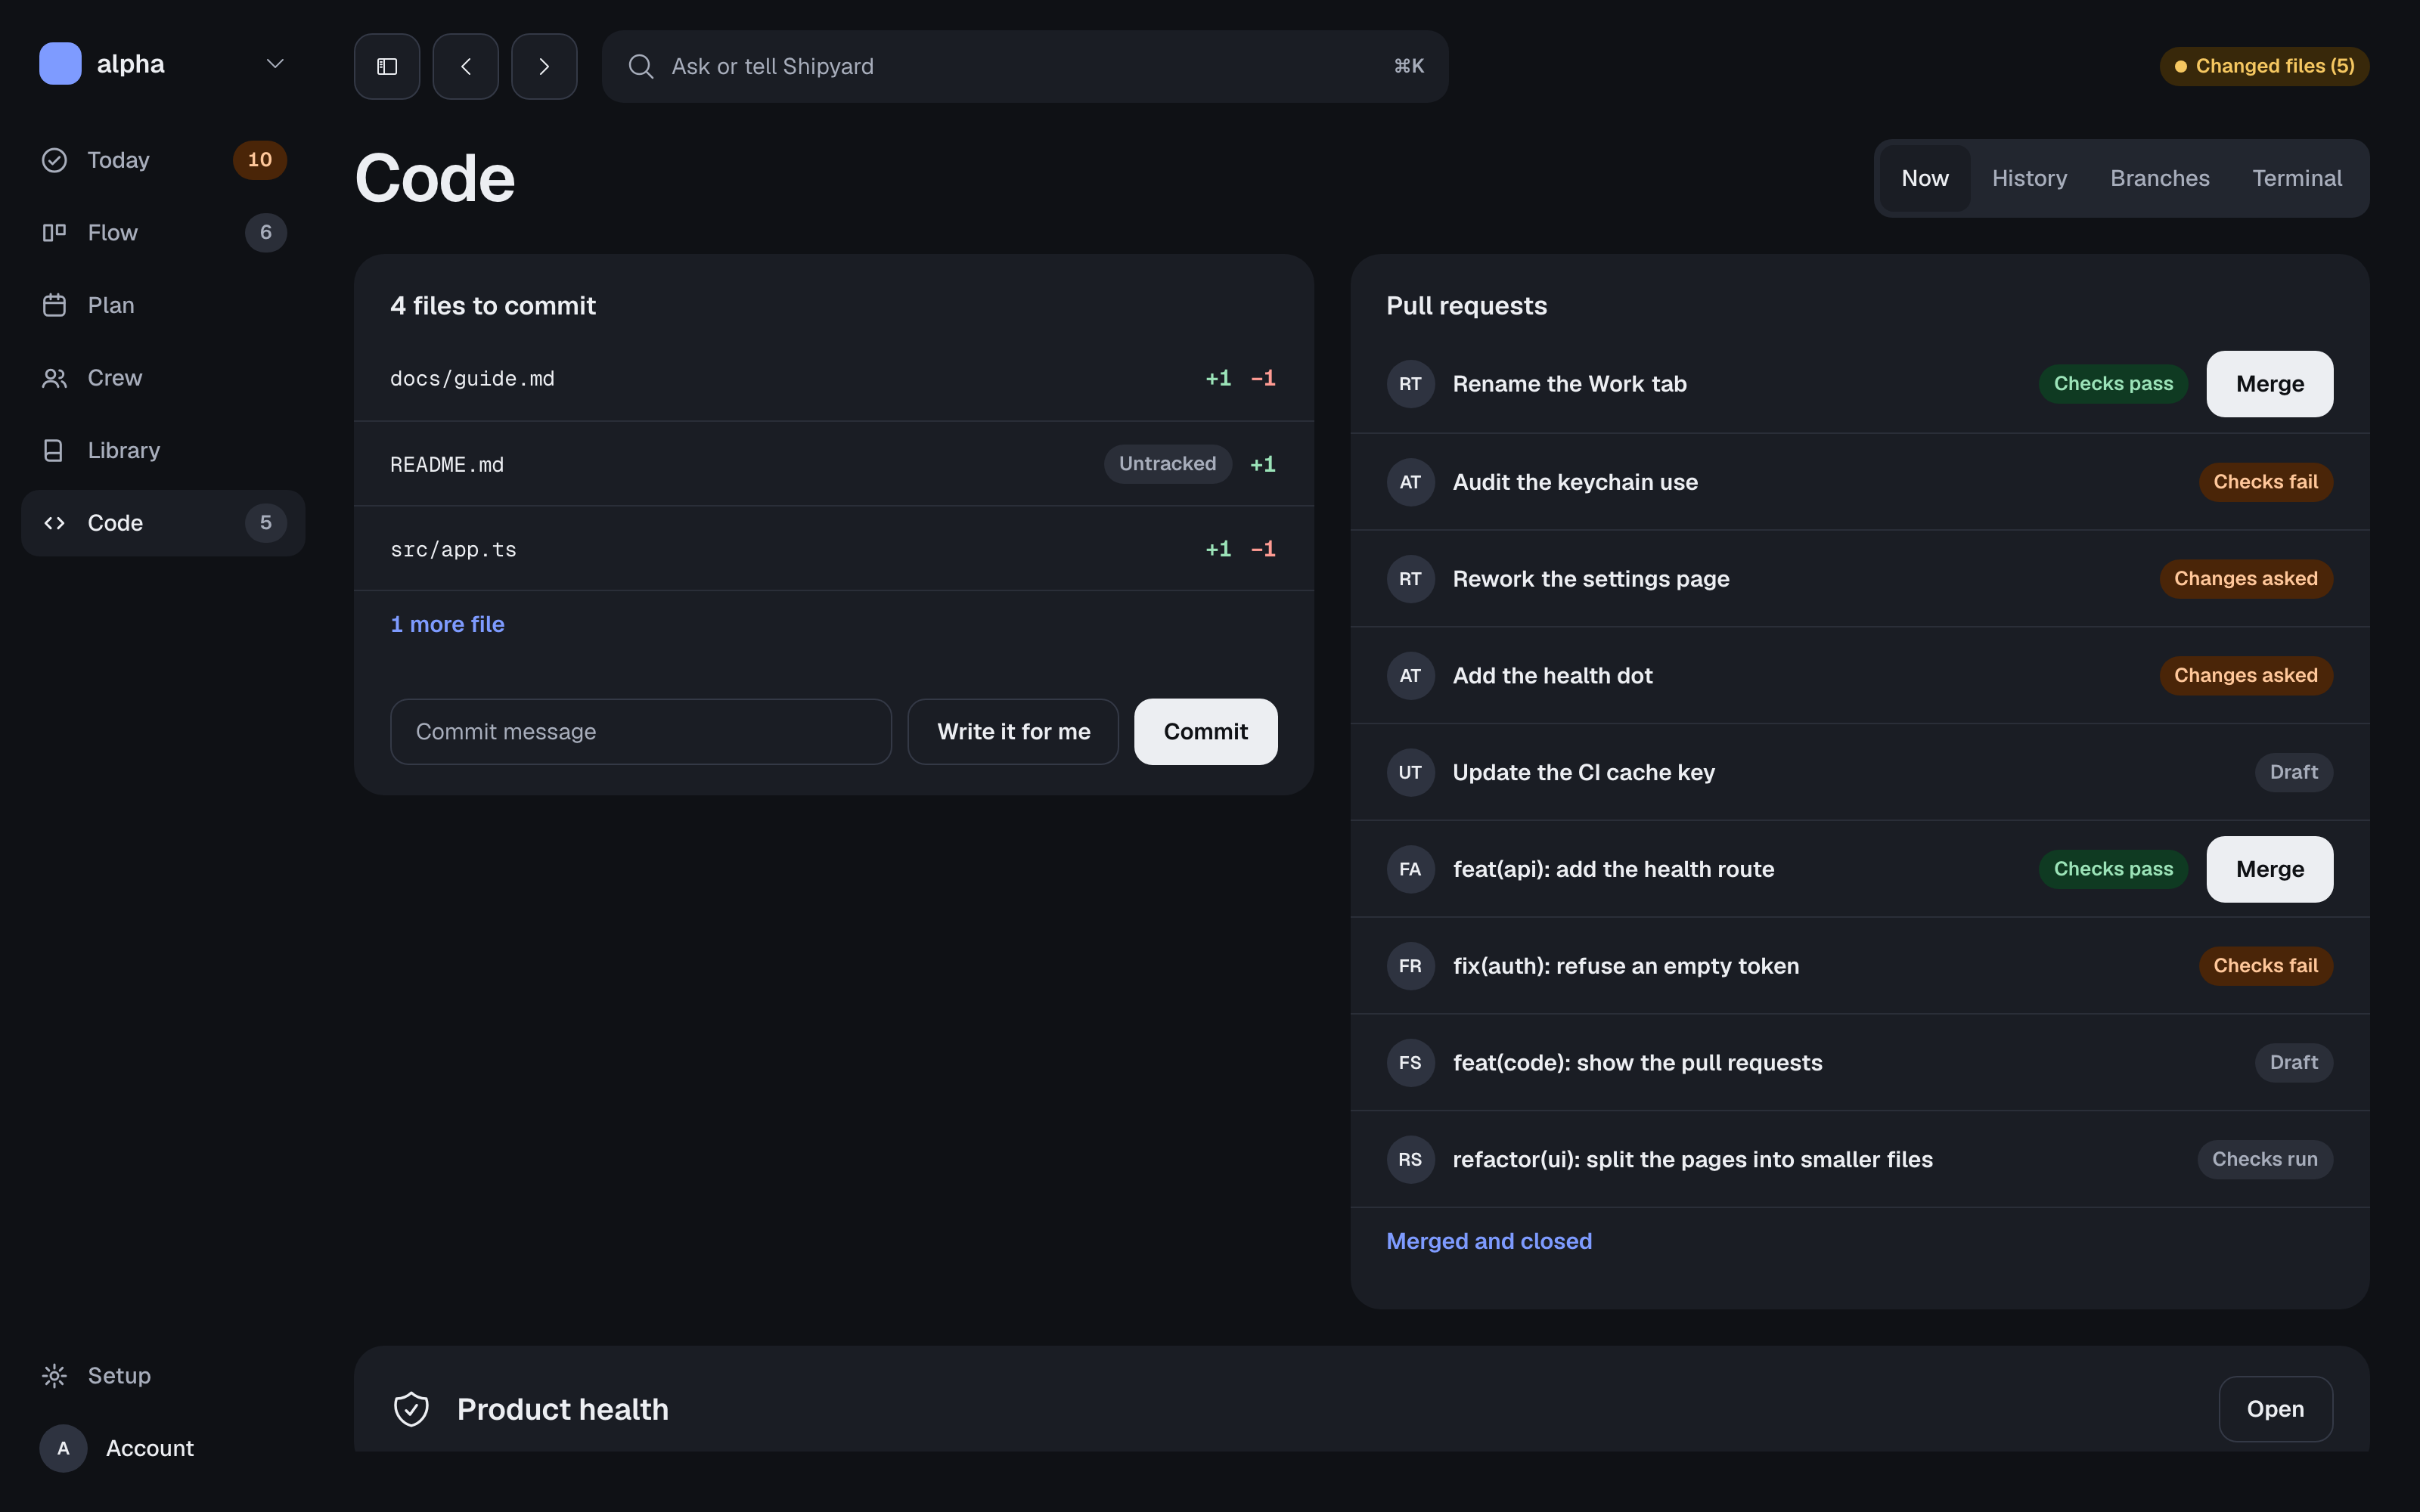 alpha
Today 10
Flow 6
Plan
Crew
Library
Code 5
Setup
A Account
Ask or tell Shipyard ⌘K
Changed files (5)
Code
Now History Branches Terminal
4 files to commit
docs/guide.md +1 −1
README.md Untracked +1
src/app.ts +1 −1
1 more file
Commit message Write it for me Commit
Pull requests
RT Rename the Work tab Checks pass Merge
AT Audit the keychain use Checks fail
RT Rework the settings page Changes asked
AT Add the health dot Changes asked
UT Update the CI cache key Draft
FA feat(api): add the health route Checks pass Merge
FR fix(auth): refuse an empty token Checks fail
FS feat(code): show the pull requests Draft
RS refactor(ui): split the pages into smaller files Checks run
Merged and closed
Product health Open